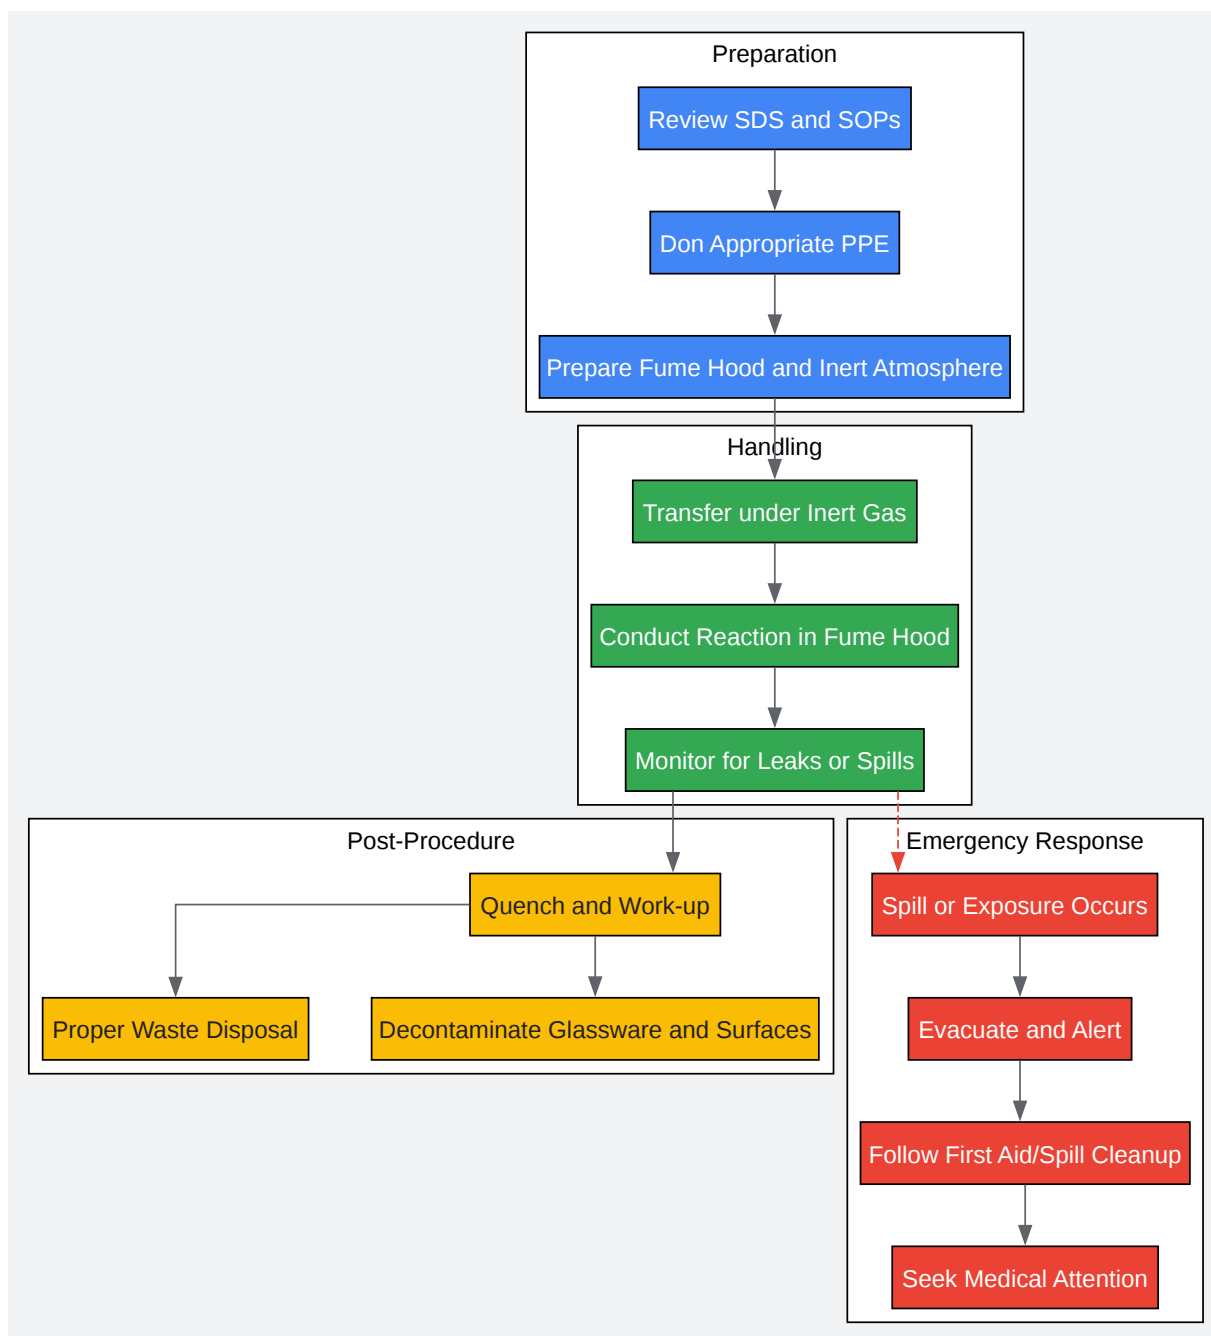 Preparation
Review SDS and SOPs
Don Appropriate PPE
Prepare Fume Hood and Inert Atmosphere
Handling
Transfer under Inert Gas
Conduct Reaction in Fume Hood
Monitor for Leaks or Spills
Post-Procedure
Quench and Work-up
Proper Waste Disposal
Decontaminate Glassware and Surfaces
Emergency Response
Spill or Exposure Occurs
Evacuate and Alert
Follow First Aid/Spill Cleanup
Seek Medical Attention